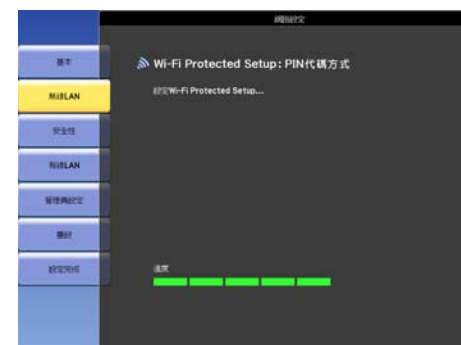 網路設定
基本
無線LAN
安全性
有線LAN
管理員設定
重設
設定完成
Wi-Fi Protected Setup: PIN代碼方式
設定Wi-Fi Protected Setup...
進度